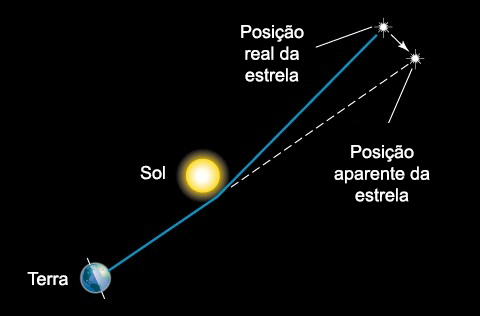 Posição
real da
estrela
Sol
Posição
aparente da
estrela
Terra